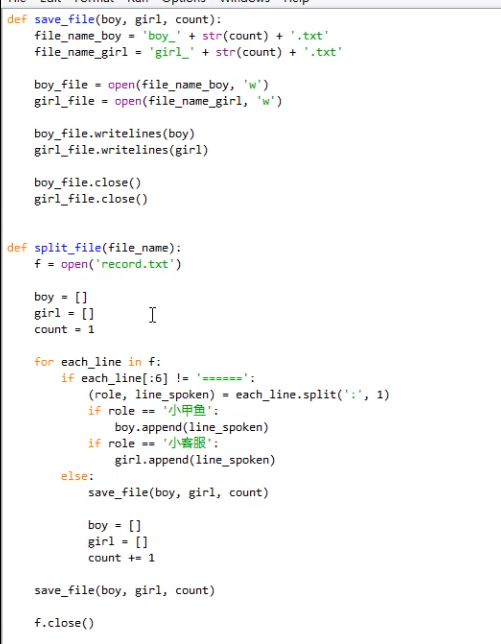 File Edit Format Run Options Windows Help
def save_file(boy, girl, count):
    file_name_boy = 'boy_' + str(count) + '.txt'
    file_name_girl = 'girl_' + str(count) + '.txt'

    boy_file = open(file_name_boy, 'w')
    girl_file = open(file_name_girl, 'w')

    boy_file.writelines(boy)
    girl_file.writelines(girl)

    boy_file.close()
    girl_file.close()


def split_file(file_name):
    f = open('record.txt')

    boy = []
    girl = []
    count = 1

    for each_line in f:
        if each_line[:6] != '======':
            (role, line_spoken) = each_line.split(':', 1)
            if role == '小甲鱼':
                boy.append(line_spoken)
            if role == '小客服':
                girl.append(line_spoken)
        else:
            save_file(boy, girl, count)

            boy = []
            girl = []
            count += 1

    save_file(boy, girl, count)

    f.close()